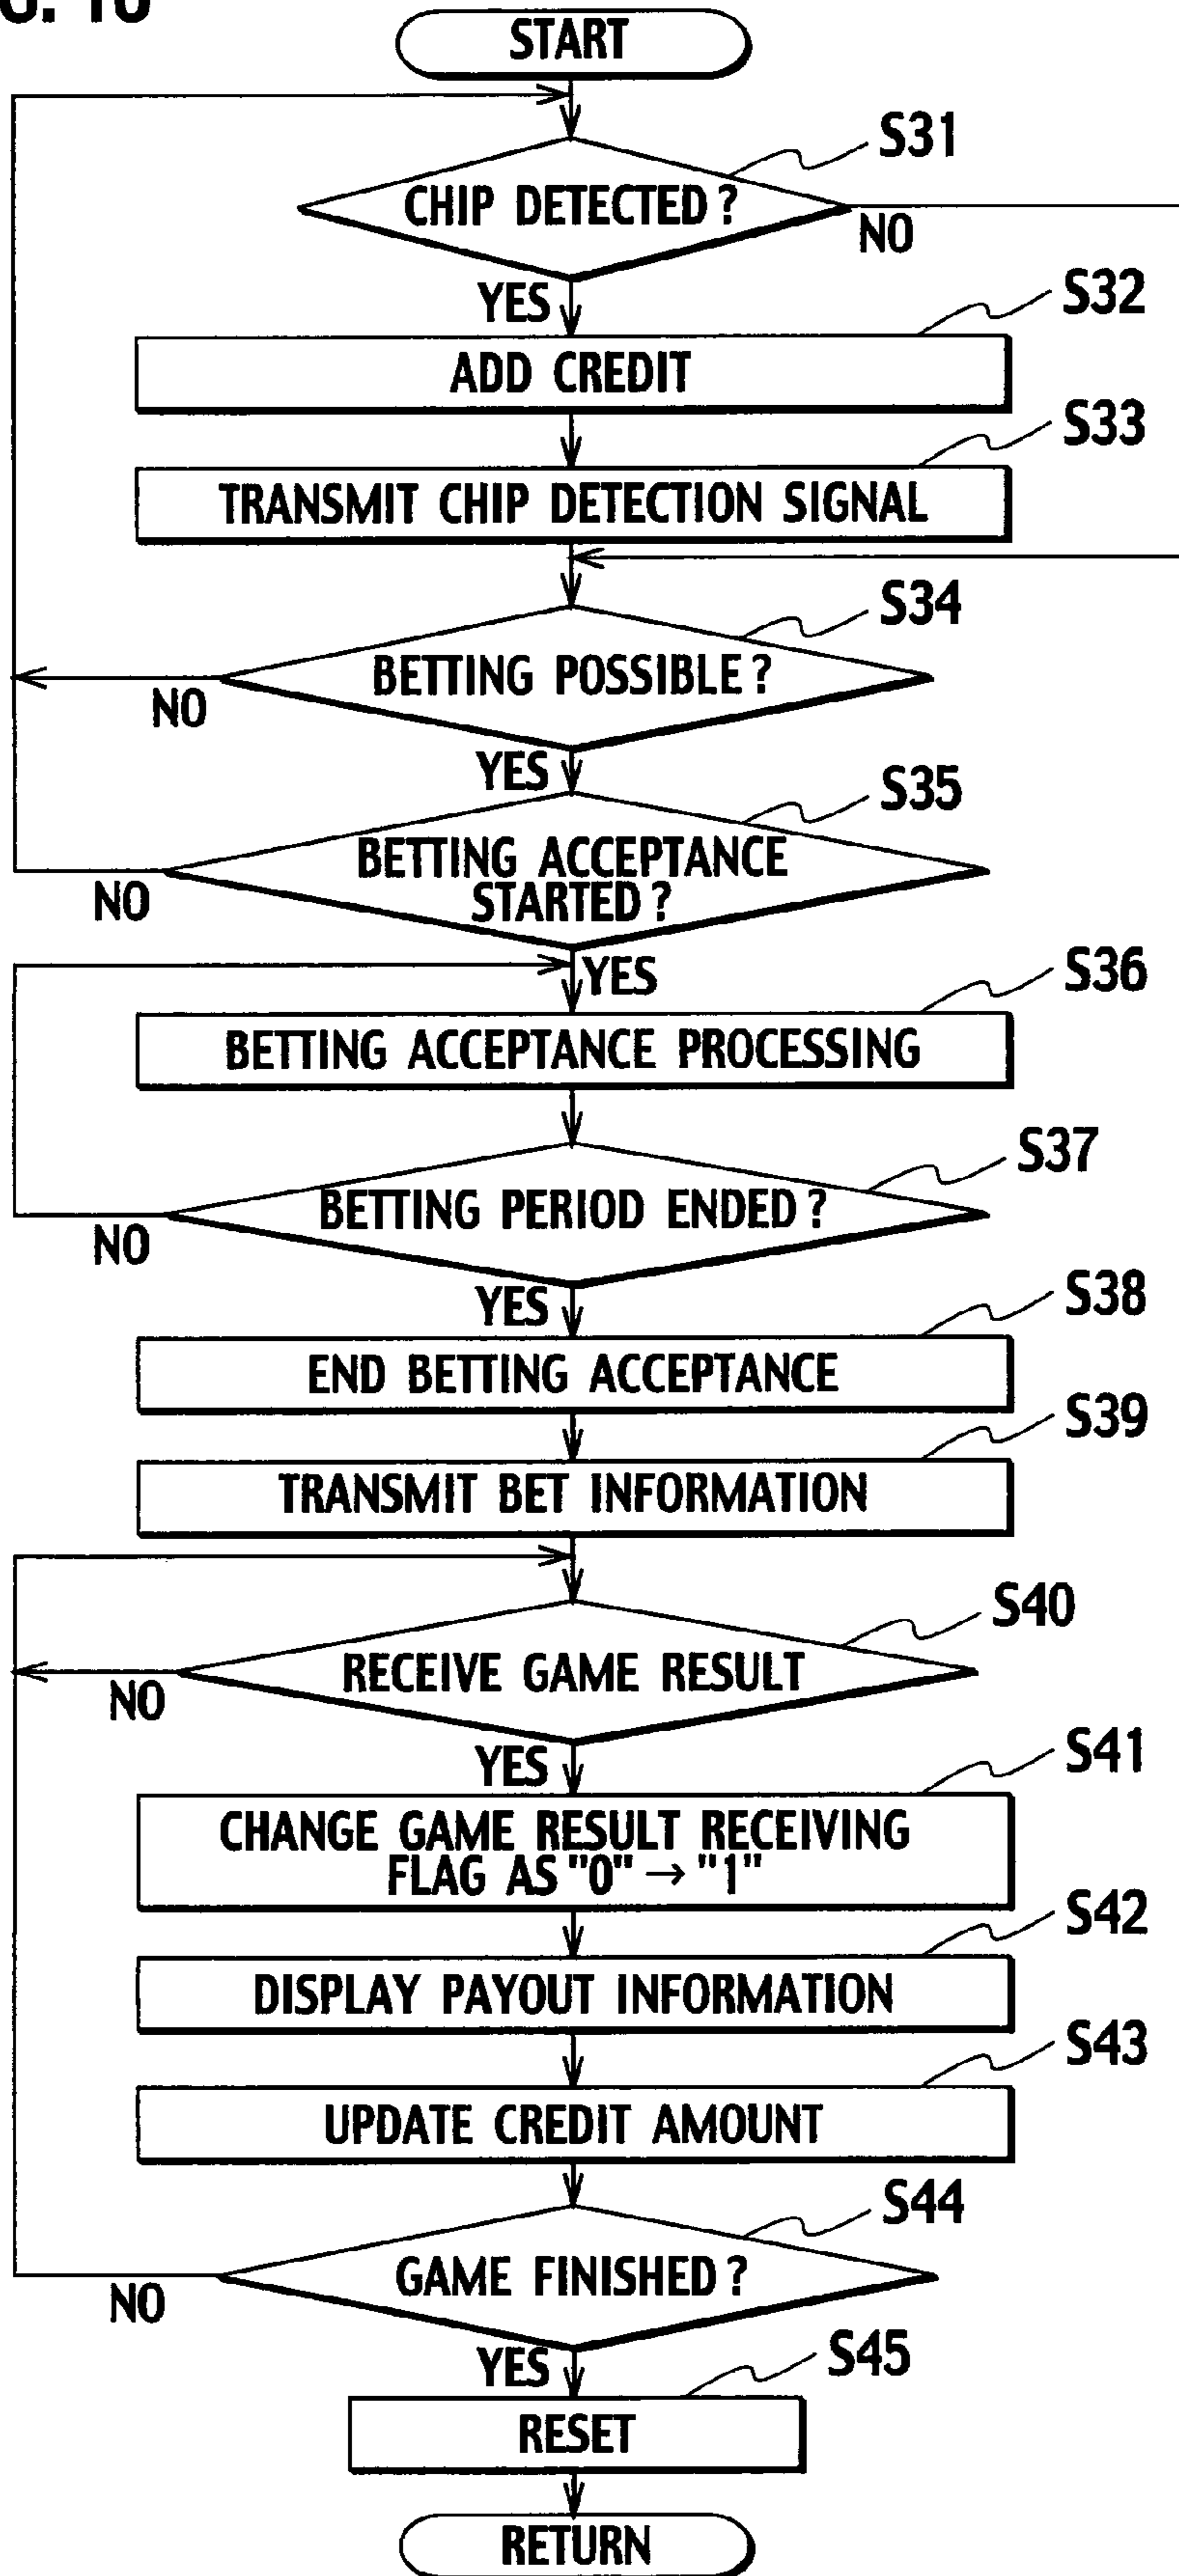 START
S31
CHIP DETECTED ?
NO
YES
S32
ADD CREDIT
S33
TRANSMIT CHIP DETECTION SIGNAL
S34
BETTING POSSIBLE ?
NO
YES
S35
BETTING ACCEPTANCE
STARTED ?
NO
YES
S36
BETTING ACCEPTANCE PROCESSING
S37
BETTING PERIOD ENDED ?
NO
YES
S38
END BETTING ACCEPTANCE
S39
TRANSMIT BET INFORMATION
S40
RECEIVE GAME RESULT
NO
YES
S41
CHANGE GAME RESULT RECEIVING
FLAG AS "0" → "1"
S42
DISPLAY PAYOUT INFORMATION
S43
UPDATE CREDIT AMOUNT
S44
GAME FINISHED ?
NO
YES
S45
RESET
RETURN